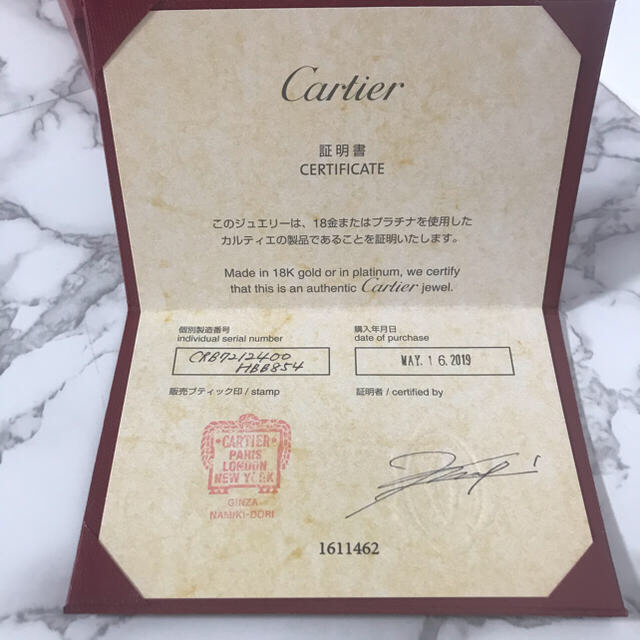 Cartier
証明書
CERTIFICATE
このジュエリーは、18金またはプラチナを使用した
カルティエの製品であることを証明いたします。
Made in 18K gold or in platinum, we certify
that this is an authentic Cartier jewel.
個別製造番号
individual serial number
CRB7212400
HBB854
購入年月日
date of purchase
MAY. 16. 2019
販売ブティック印 / stamp
証明者 / certified by
CARTIER
PARIS
LONDON
NEW YORK
GINZA
NAMIKI-DORI
1611462